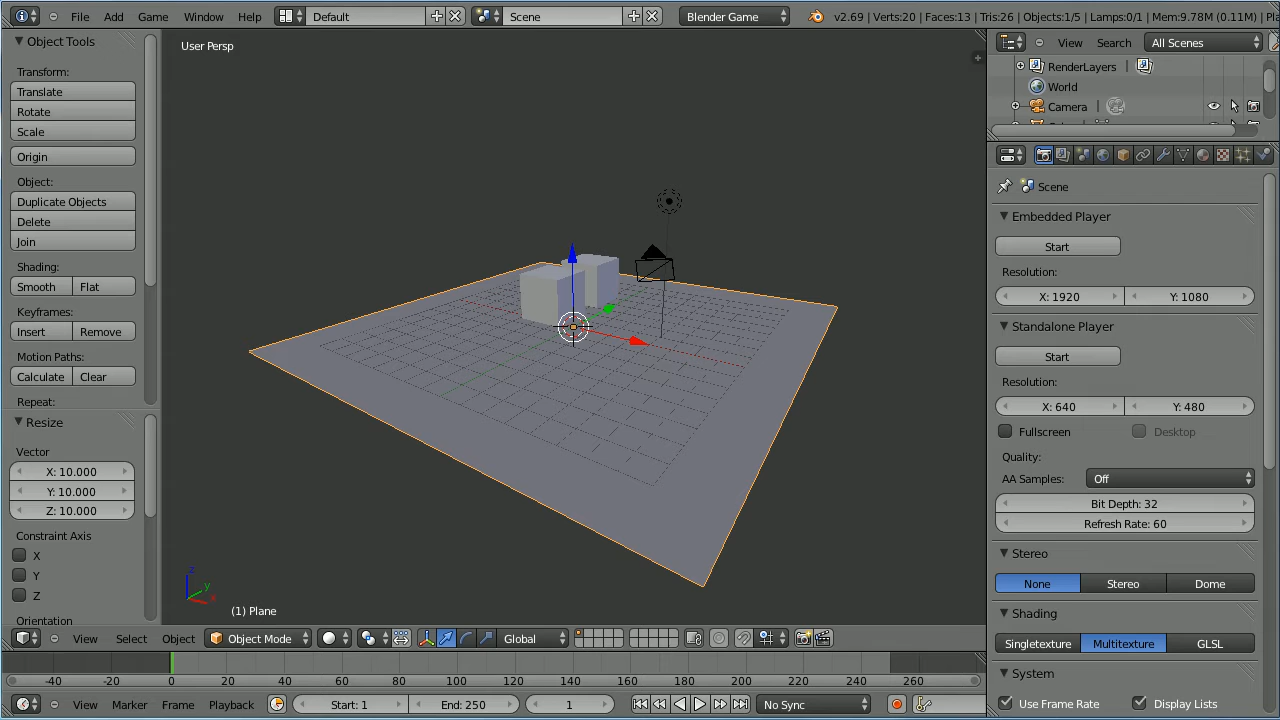 File Add Game Window Help Default Scene Blender Game v2.69 | Verts:20 | Faces:13 | Tris:26 | Objects:1/5 | Lamps:0/1 | Mem:9.78M (0.11M) |
Object Tools
Transform:
Translate
Rotate
Scale
Origin
Object:
Duplicate Objects
Delete
Join
Shading:
Smooth Flat
Keyframes:
Insert Remove
Motion Paths:
Calculate Clear
Repeat:
Resize
Vector
X: 10.000
Y: 10.000
Z: 10.000
Constraint Axis
X
Y
Z
Orientation
User Persp
z
y
x
(1) Plane
View Select Object Object Mode Global
-40 -20 0 20 40 60 80 100 120 140 160 180 200 220 240 260
View Marker Frame Playback Start: 1 End: 250 1 No Sync
View Search All Scenes
RenderLayers |
World
Camera |
Scene
Embedded Player
Start
Resolution:
X: 1920 Y: 1080
Standalone Player
Start
Resolution:
X: 640 Y: 480
Fullscreen Desktop
Quality:
AA Samples: Off
Bit Depth: 32
Refresh Rate: 60
Stereo
None Stereo Dome
Shading
Singletexture Multitexture GLSL
System
Use Frame Rate Display Lists